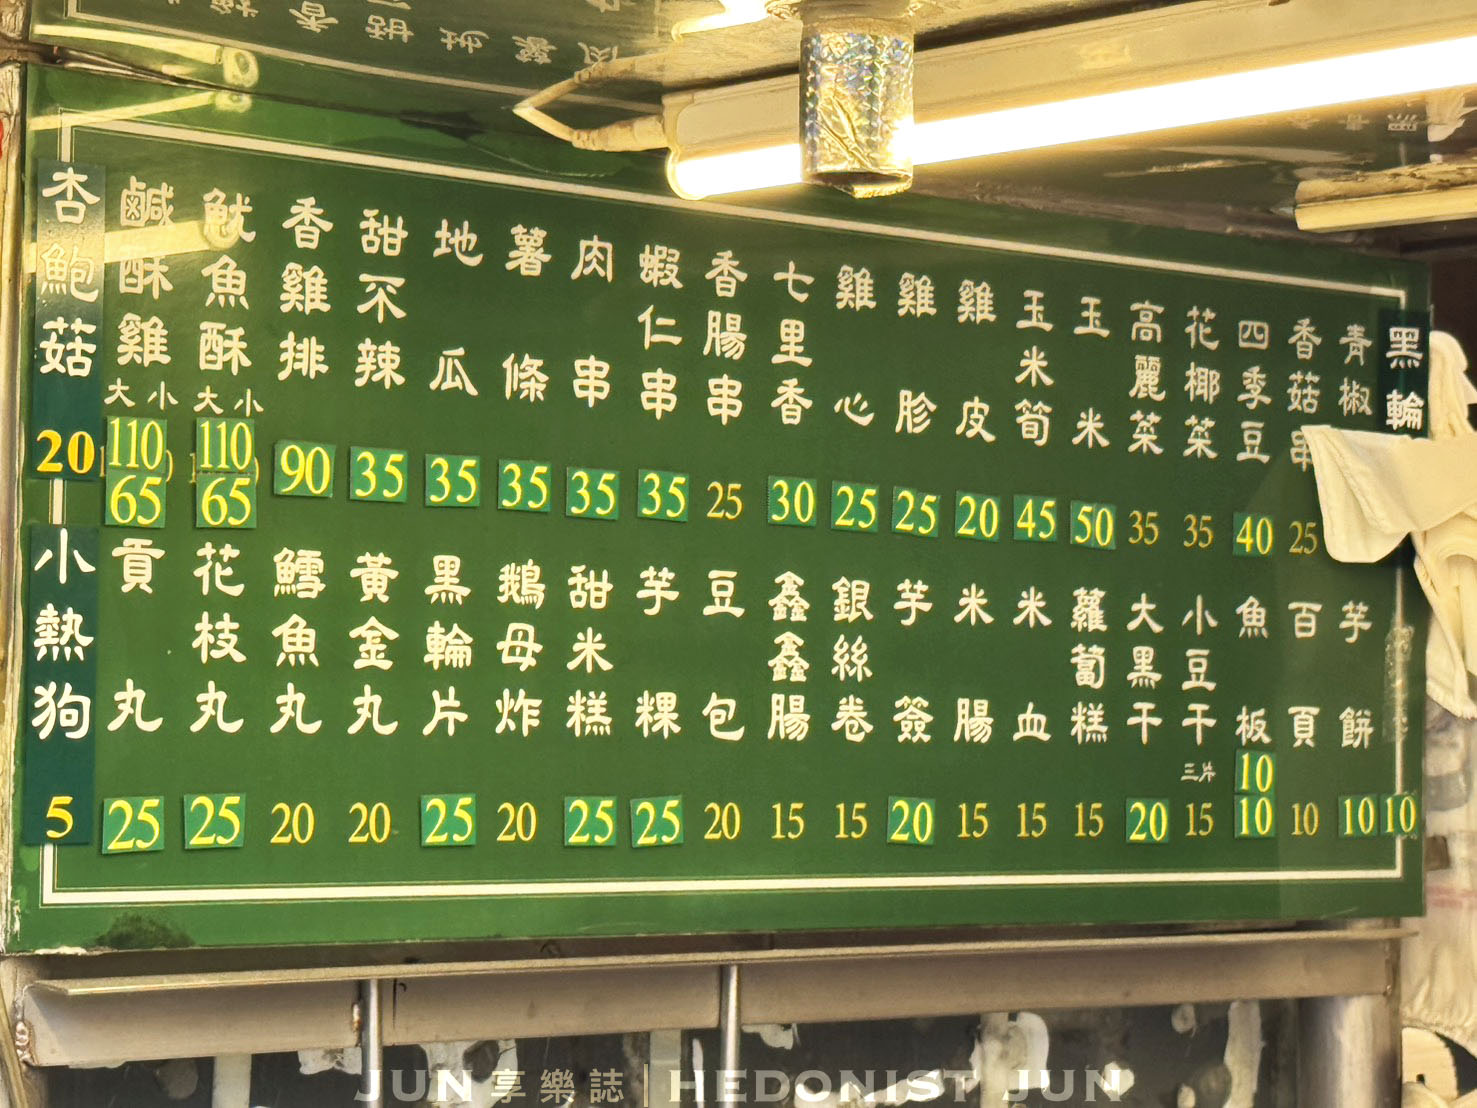 杏鮑菇 20
鹹酥雞 大 小 110 65
魷魚酥 大 小 110 65
香雞排 90
甜不辣 35
地瓜 35
薯條 35
肉串 35
蝦仁串 35
香腸串 25
七里香 30
雞心 25
雞胗 25
雞皮 20
玉米筍 45
玉米 50
高麗菜 35
花椰菜 35
四季豆 40
香菇串 25
青椒
黑輪
小熱狗 5
貢丸 25
花枝丸 25
鱈魚丸 20
黃金丸 20
黑輪片 25
鵝母炸 20
甜米糕 25
芋粿 25
豆包 20
鑫鑫腸 15
銀絲卷 15
芋簽 20
米腸 15
米血 15
蘿蔔糕 15
大黑干 20
小豆干 三片 15
魚板 10 10
百頁 10
芋餅 10
10
JUN享樂誌|HEDONIST JUN